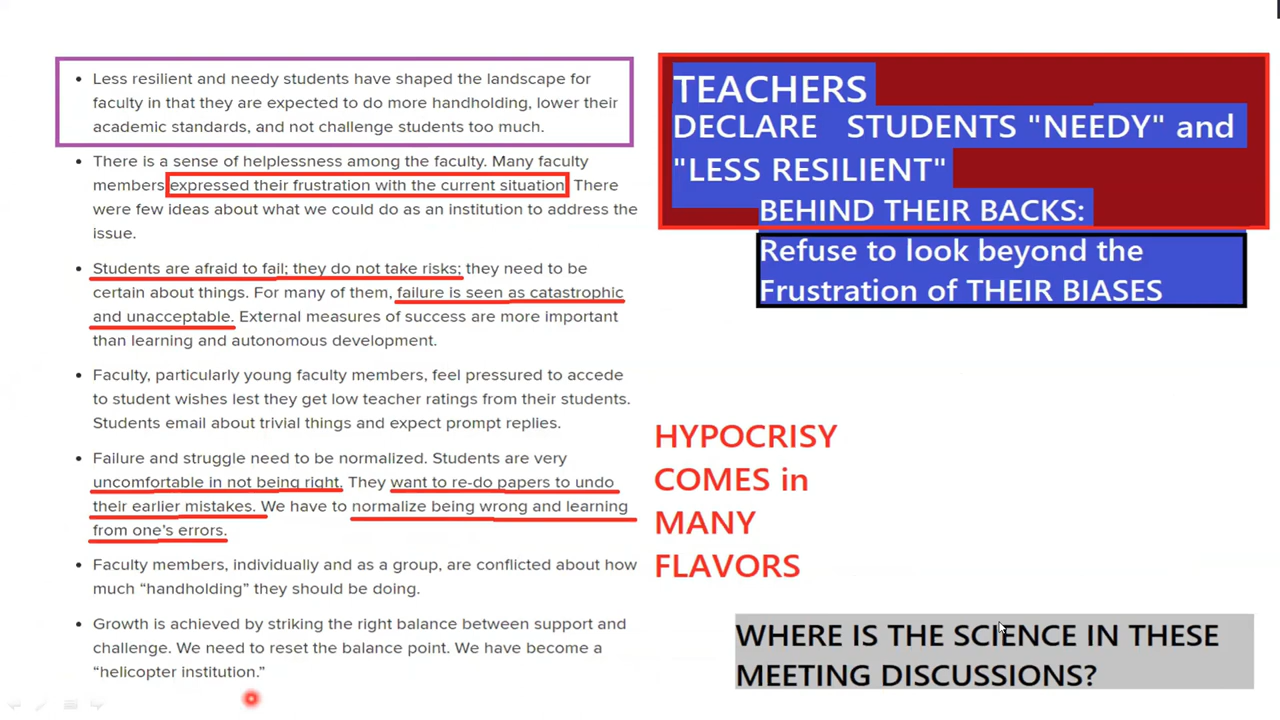 • Less resilient and needy students have shaped the landscape for
faculty in that they are expected to do more handholding, lower their
academic standards, and not challenge students too much.
• There is a sense of helplessness among the faculty. Many faculty
members expressed their frustration with the current situation. There
were few ideas about what we could do as an institution to address the
issue.
• Students are afraid to fail; they do not take risks; they need to be
certain about things. For many of them, failure is seen as catastrophic
and unacceptable. External measures of success are more important
than learning and autonomous development.
• Faculty, particularly young faculty members, feel pressured to accede
to student wishes lest they get low teacher ratings from their students.
Students email about trivial things and expect prompt replies.
• Failure and struggle need to be normalized. Students are very
uncomfortable in not being right. They want to re-do papers to undo
their earlier mistakes. We have to normalize being wrong and learning
from one’s errors.
• Faculty members, individually and as a group, are conflicted about how
much “handholding” they should be doing.
• Growth is achieved by striking the right balance between support and
challenge. We need to reset the balance point. We have become a
“helicopter institution.”
TEACHERS
DECLARE STUDENTS "NEEDY" and
"LESS RESILIENT"
BEHIND THEIR BACKS:
Refuse to look beyond the
Frustration of THEIR BIASES
HYPOCRISY
COMES in
MANY
FLAVORS
WHERE IS THE SCIENCE IN THESE
MEETING DISCUSSIONS?